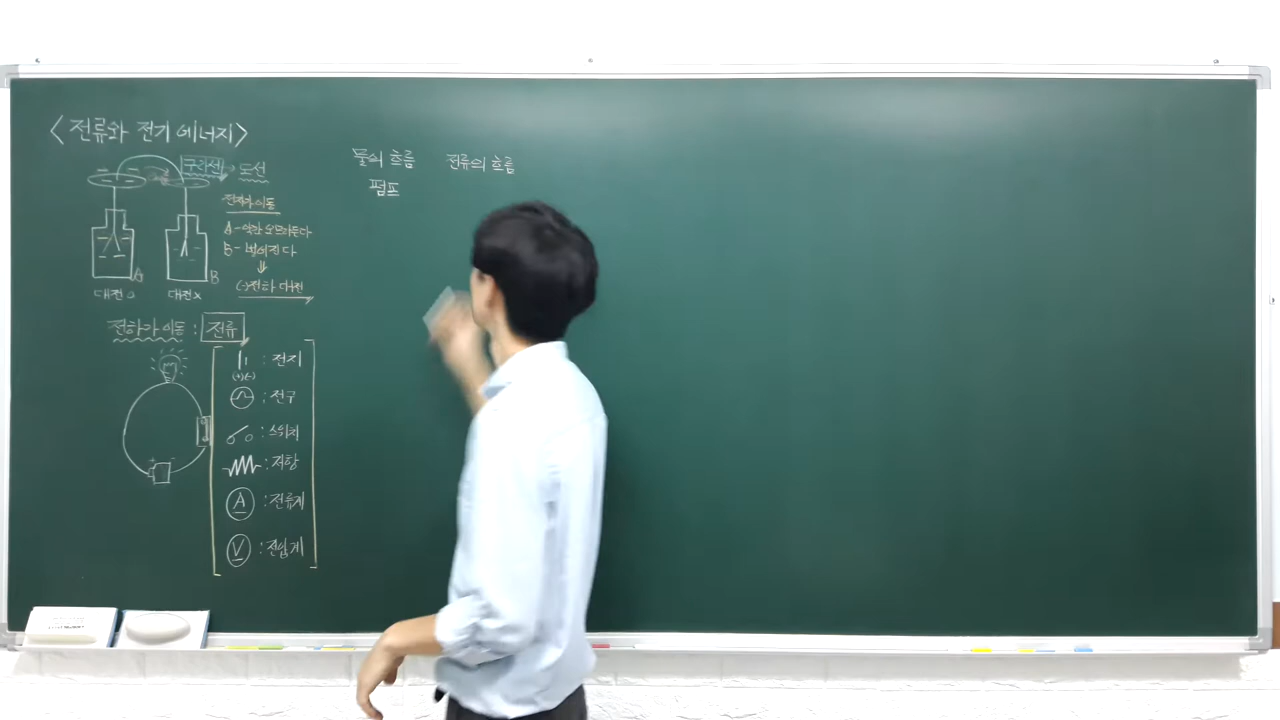 <전류와 전기 에너지>
구리선 → 도선
전자가 이동
A - 약간 오므라든다
B - 벌어진다
⇓
(-)전하 대전
A
B
대전 o
대전 x
전하가 이동 : 전류
(+) (-)
: 전지
: 전구
: 스위치
: 저항
A : 전류계
V : 전압계
+ -
물의 흐름
전류의 흐름
펌프